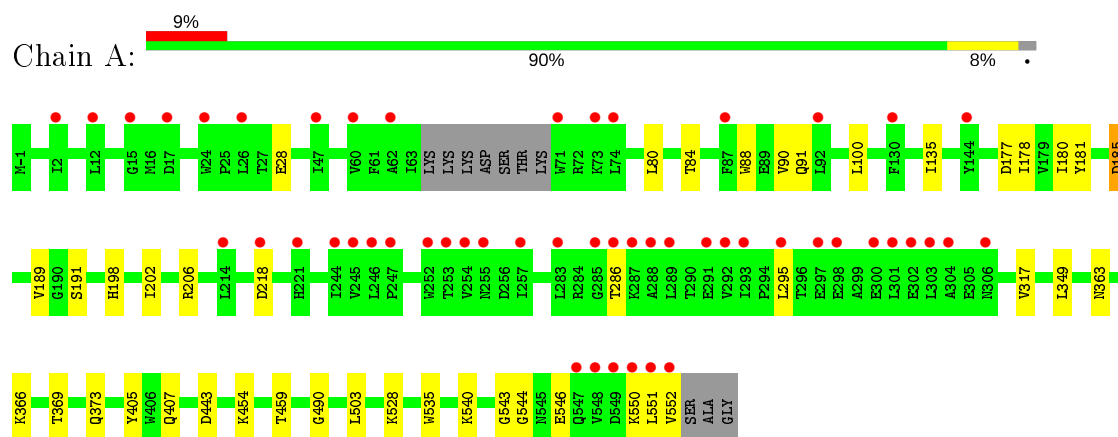 9%
Chain A:
90% 8% •
M-1 I2 L12 G15 M16 D17 W24 P25 L26 T27 E28 I47 V60 F61 A62 I63 LYS LYS LYS ASP SER THR LYS W71 R72 K73 L74 L80 T84 F87 W88 E89 V90 Q91 L92 L100 F130 I135 Y144 D177 I178 V179 I180 Y181 D185
V189 G190 S191 H198 I202 R206 L214 D218 H221 I244 V245 L246 P247 W252 T253 V254 N255 D256 I257 L283 R284 G285 T286 K287 A288 L289 T290 E291 V292 I293 P294 L295 T296 E297 E298 A299 E300 L301 E302 L303 A304 E305 N306 V317 L349 N363
K366 T369 Q373 Y405 W406 Q407 D443 K454 T459 G490 L503 K528 W535 K540 G543 G544 N545 E546 Q547 V548 D549 K550 L551 V552 SER ALA GLY